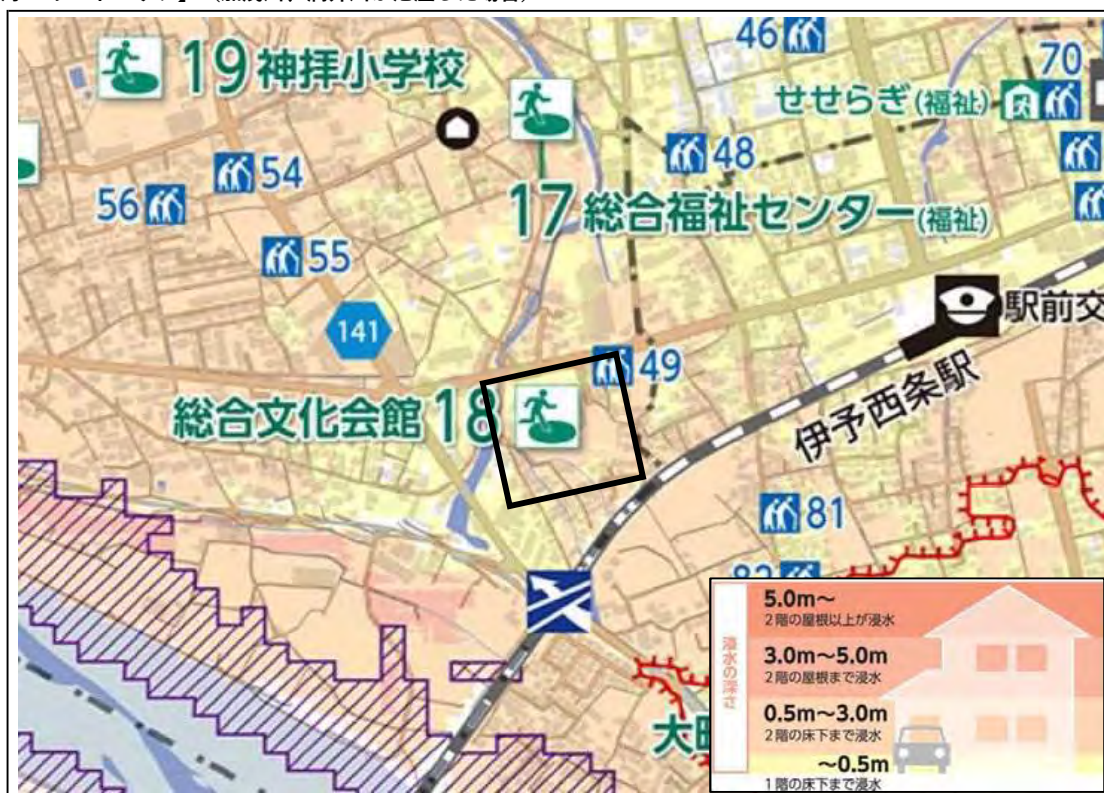 19 神拝小学校
46
70
せせらぎ(福祉)
54
48
56
17 総合福祉センター(福祉)
55
駅前交
141
49
伊予西条駅
総合文化会館 18
81
浸水の深さ
5.0m~
2階の屋根以上が浸水
3.0m~5.0m
2階の屋根まで浸水
0.5m~3.0m
2階の床下まで浸水
~0.5m
1階の床下まで浸水